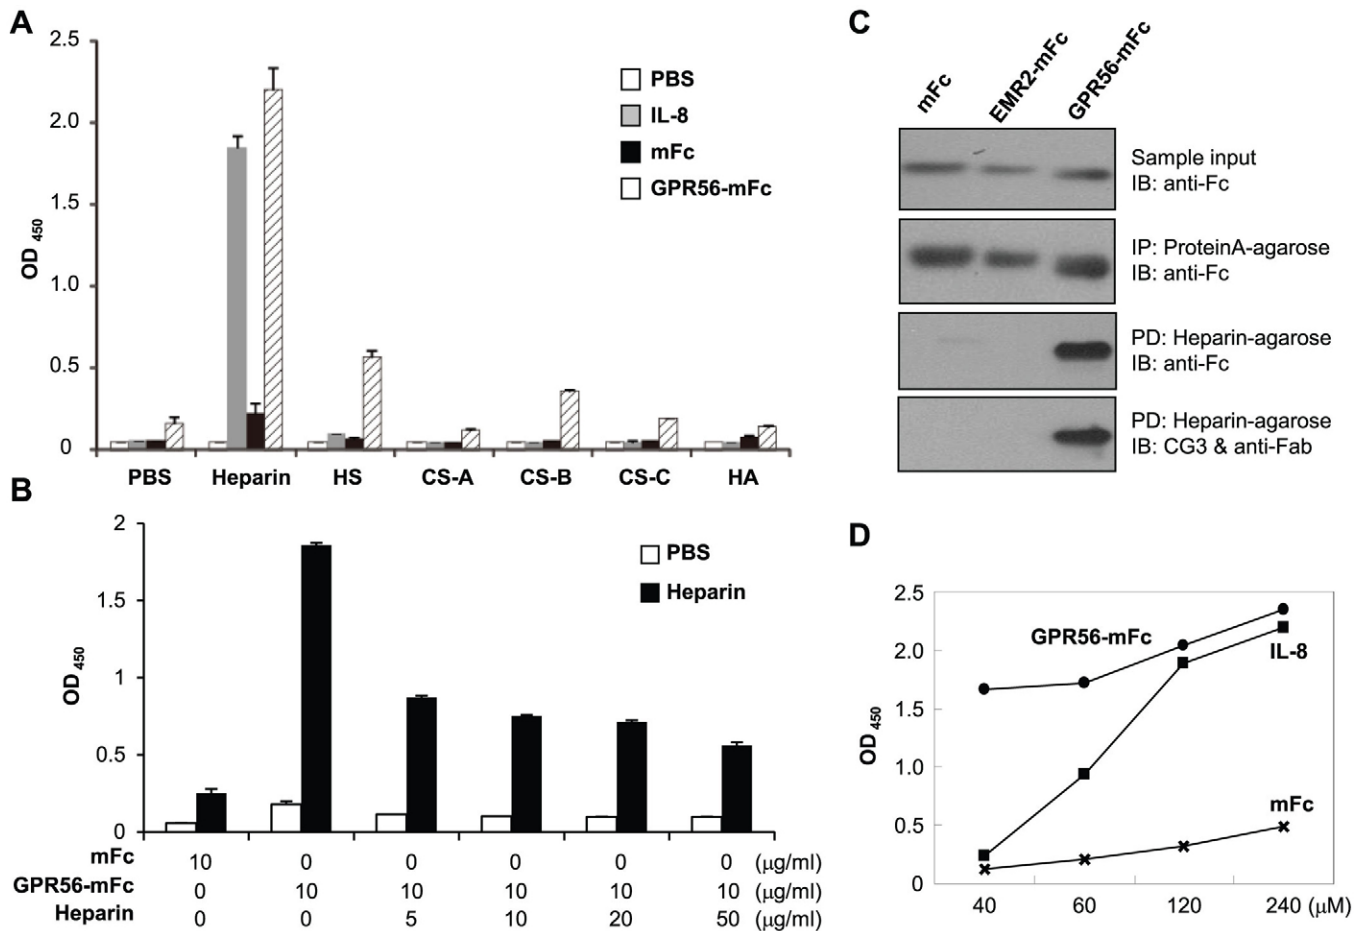 A
2.5
2.0
1.5
1.0
0.5
0
OD 450
PBS
IL-8
mFc
GPR56-mFc
PBS Heparin HS CS-A CS-B CS-C HA
B
2
1.5
1
0.5
0
OD450
PBS
Heparin
mFc 10 0 0 0 0 0 (μg/ml)
GPR56-mFc 0 10 10 10 10 10 (μg/ml)
Heparin 0 0 5 10 20 50 (μg/ml)
C
mFc
EMR2-mFc
GPR56-mFc
Sample input
IB: anti-Fc
IP: ProteinA-agarose
IB: anti-Fc
PD: Heparin-agarose
IB: anti-Fc
PD: Heparin-agarose
IB: CG3 & anti-Fab
D
2.5
2.0
1.5
1.0
0.5
0
OD450
GPR56-mFc
IL-8
mFc
40 60 120 240 (μM)